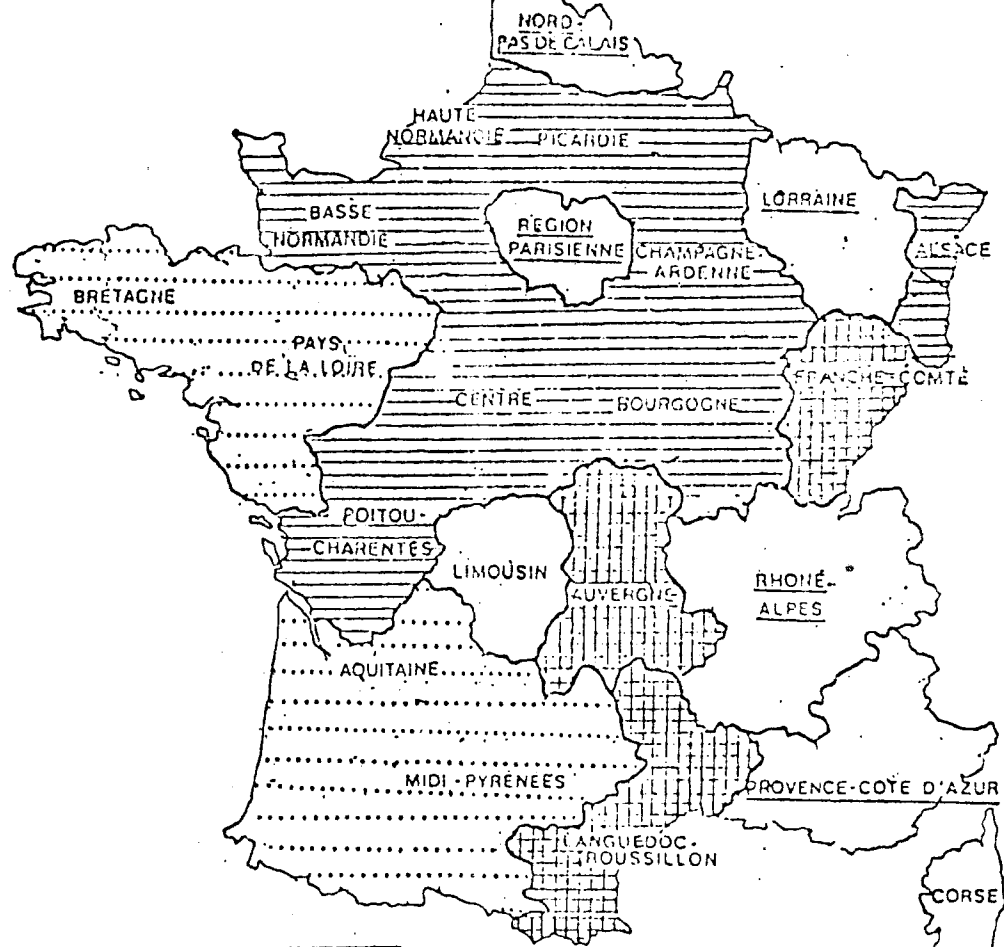 NORD-
PAS DE CALAIS
HAUTE
NORMANDIE
PICARDIE
BASSE
NORMANDIE
REGION
PARISIENNE
LORRAINE
CHAMPAGNE-
ARDENNE
ALSACE
BRETAGNE
PAYS
DE LA LOIRE
CENTRE
BOURGOGNE
FRANCHE-COMTÉ
POITOU-
CHARENTES
LIMOUSIN
AUVERGNE
RHONE-
ALPES
AQUITAINE
MIDI-PYRENEES
PROVENCE-COTE D'AZUR
LANGUEDOC-
ROUSSILLON
CORSE